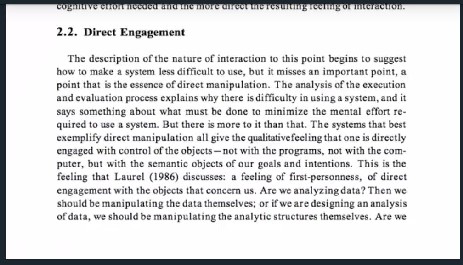 cognitive effort needed and the more direct the resulting feeling of interaction.
2.2. Direct Engagement
The description of the nature of interaction to this point begins to suggest
how to make a system less difficult to use, but it misses an important point, a
point that is the essence of direct manipulation. The analysis of the execution
and evaluation process explains why there is difficulty in using a system, and it
says something about what must be done to minimize the mental effort re-
quired to use a system. But there is more to it than that. The systems that best
exemplify direct manipulation all give the qualitative feeling that one is directly
engaged with control of the objects—not with the programs, not with the com-
puter, but with the semantic objects of our goals and intentions. This is the
feeling that Laurel (1986) discusses: a feeling of first-personness, of direct
engagement with the objects that concern us. Are we analyzing data? Then we
should be manipulating the data themselves; or if we are designing an analysis
of data, we should be manipulating the analytic structures themselves. Are we